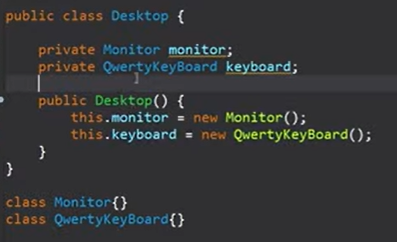 public class Desktop {
private Monitor monitor;
private QwertyKeyBoard keyboard;
public Desktop() {
this.monitor = new Monitor();
this.keyboard = new QwertyKeyBoard();
}
}
class Monitor{}
class QwertyKeyBoard{}